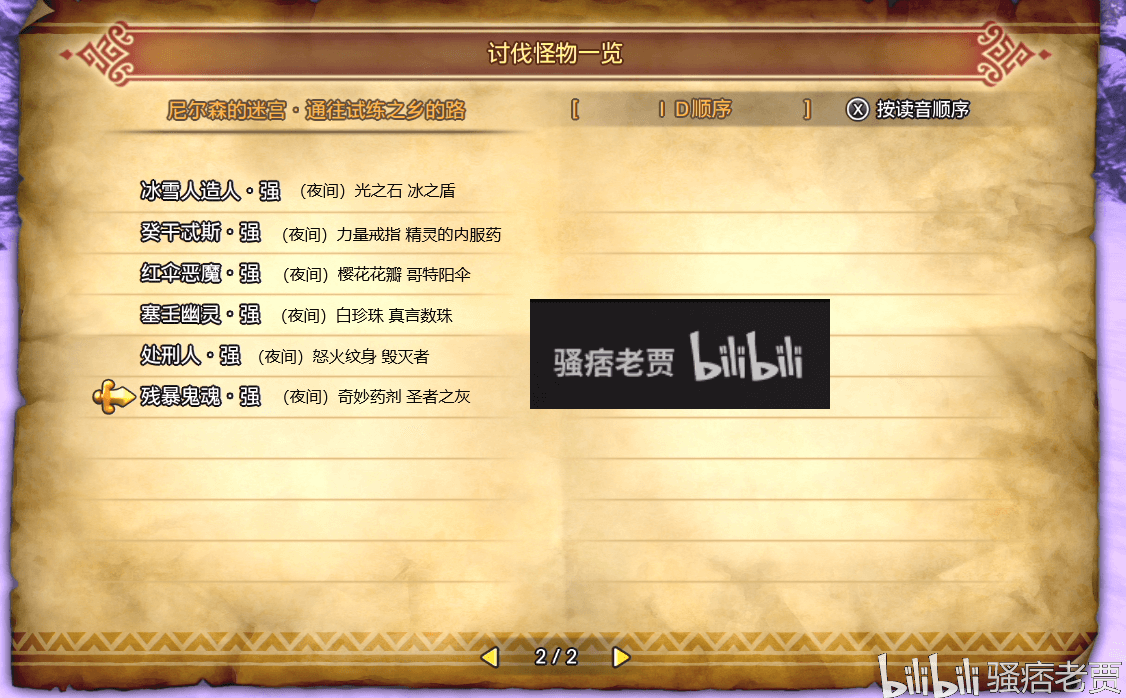 讨伐怪物一览
尼尔森的迷宫・通往试练之乡的路 [ ID顺序 ] Ⓧ 按读音顺序
冰雪人造人・强 （夜间）光之石 冰之盾
癸干忒斯・强 （夜间）力量戒指 精灵的内服药
红伞恶魔・强 （夜间）樱花花瓣 哥特阳伞
塞壬幽灵・强 （夜间）白珍珠 真言数珠
处刑人・强 （夜间）怒火纹身 毁灭者
残暴鬼魂・强 （夜间）奇妙药剂 圣者之灰
骚痞老贾 bilibili
2/2
bilibili 骚痞老贾